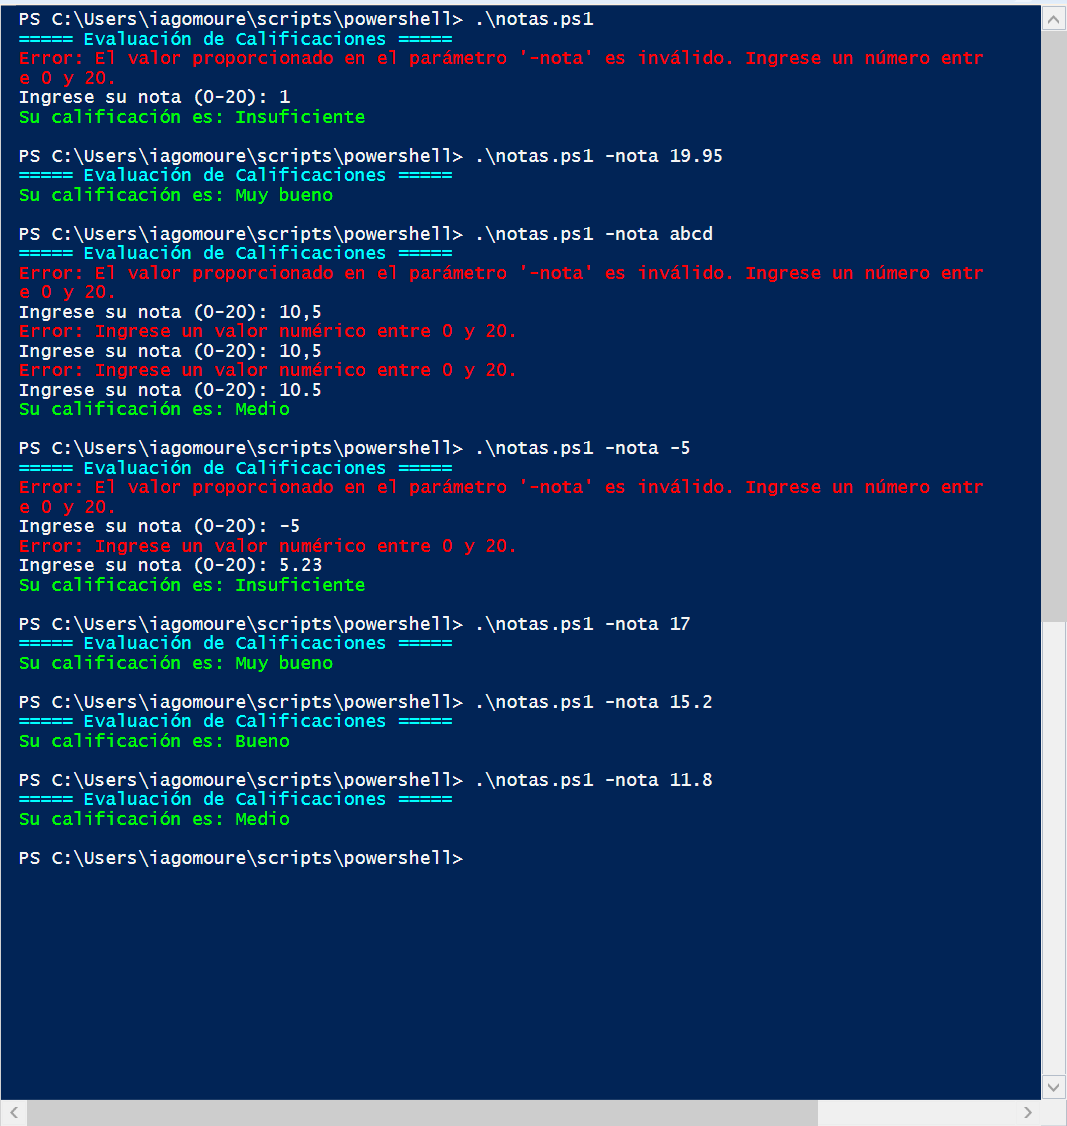 PS C:\Users\iagomoure\scripts\powershell> .\notas.ps1
===== Evaluación de Calificaciones =====
Error: El valor proporcionado en el parámetro '-nota' es inválido. Ingrese un número entr
e 0 y 20.
Ingrese su nota (0-20): 1
Su calificación es: Insuficiente
PS C:\Users\iagomoure\scripts\powershell> .\notas.ps1 -nota 19.95
===== Evaluación de Calificaciones =====
Su calificación es: Muy bueno
PS C:\Users\iagomoure\scripts\powershell> .\notas.ps1 -nota abcd
===== Evaluación de Calificaciones =====
Error: El valor proporcionado en el parámetro '-nota' es inválido. Ingrese un número entr
e 0 y 20.
Ingrese su nota (0-20): 10,5
Error: Ingrese un valor numérico entre 0 y 20.
Ingrese su nota (0-20): 10,5
Error: Ingrese un valor numérico entre 0 y 20.
Ingrese su nota (0-20): 10.5
Su calificación es: Medio
PS C:\Users\iagomoure\scripts\powershell> .\notas.ps1 -nota -5
===== Evaluación de Calificaciones =====
Error: El valor proporcionado en el parámetro '-nota' es inválido. Ingrese un número entr
e 0 y 20.
Ingrese su nota (0-20): -5
Error: Ingrese un valor numérico entre 0 y 20.
Ingrese su nota (0-20): 5.23
Su calificación es: Insuficiente
PS C:\Users\iagomoure\scripts\powershell> .\notas.ps1 -nota 17
===== Evaluación de Calificaciones =====
Su calificación es: Muy bueno
PS C:\Users\iagomoure\scripts\powershell> .\notas.ps1 -nota 15.2
===== Evaluación de Calificaciones =====
Su calificación es: Bueno
PS C:\Users\iagomoure\scripts\powershell> .\notas.ps1 -nota 11.8
===== Evaluación de Calificaciones =====
Su calificación es: Medio
PS C:\Users\iagomoure\scripts\powershell>